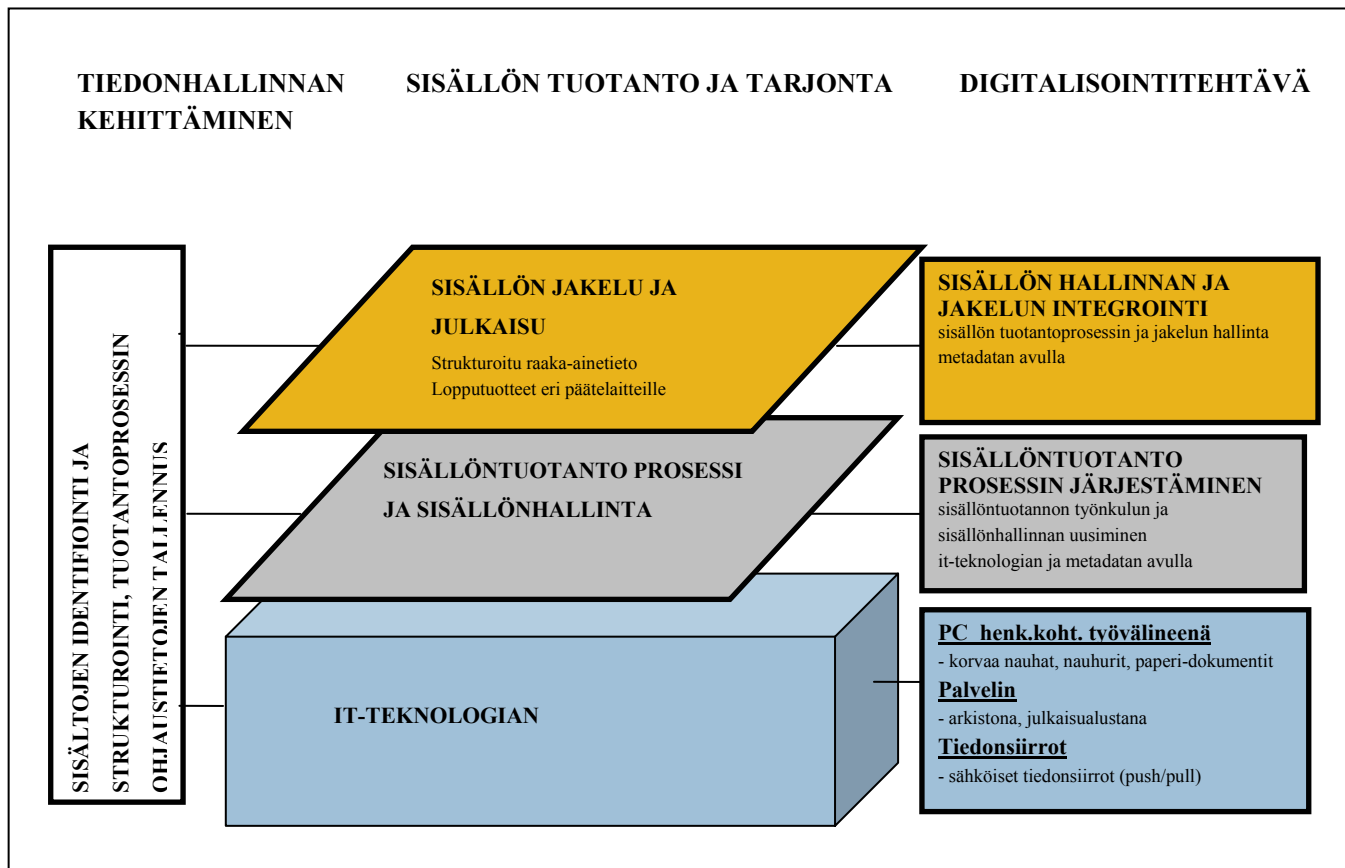 TIEDONHALLINNAN
KEHITTÄMINEN
SISÄLLÖN TUOTANTO JA TARJONTA
DIGITALISOINTITEHTÄVÄ
SISÄLTOJEN IDENTIFIOINTI JA
STRUKTUROINTI, TUOTANTOPROSESSIN
OHJAUSTIETOJEN TALLENNUS
SISÄLLÖN JAKELU JA
JULKAISU
Strukturoitu raaka-ainetieto
Lopputuotteet eri päätelaitteille
SISÄLLÖN HALLINNAN JA
JAKELUN INTEGROINTI
sisällön tuotantoprosessin ja jakelun hallinta
metadatan avulla
SISÄLLÖNTUOTANTO PROSESSI
JA SISÄLLÖNHALLINTA
SISÄLLÖNTUOTANTO
PROSESSIN JÄRJESTÄMINEN
sisällöntuotannon työnkulun ja
sisällönhallinnan uusiminen
it-teknologian ja metadatan avulla
IT-TEKNOLOGIAN
PC henk.koht. työvälineenä
- korvaa nauhat, nauhurit, paperi-dokumentit
Palvelin
- arkistona, julkaisualustana
Tiedonsiirrot
- sähköiset tiedonsiirrot (push/pull)